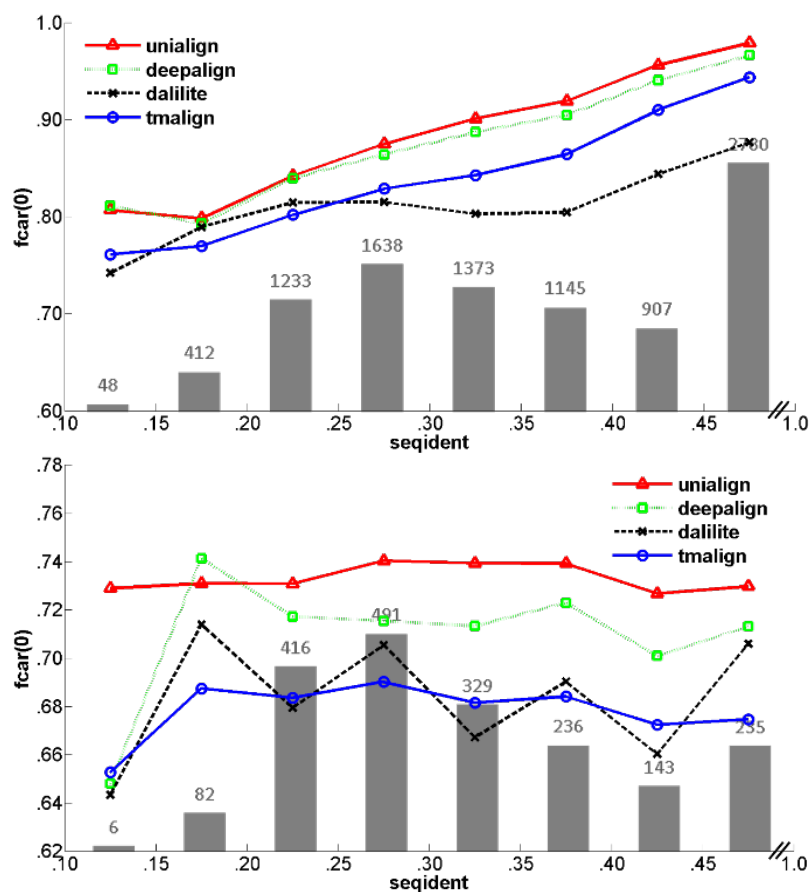 1.0
unialign
deepalign
.90
dalilite
tmalign
2780
.80
fcar(0)
1638
1233
1373
.70
1145
907
412
48
.60
.10 .15 .20 .25 .30 .35 .40 .45 1.0
seqident
.78
unialign
.76
deepalign
dalilite
.74
tmalign
.72
491
fcar(0)
.70
416
329
.68
236
235
.66
143
.64
82
6
.62
.10 .15 .20 .25 .30 .35 .40 .45 1.0
seqident